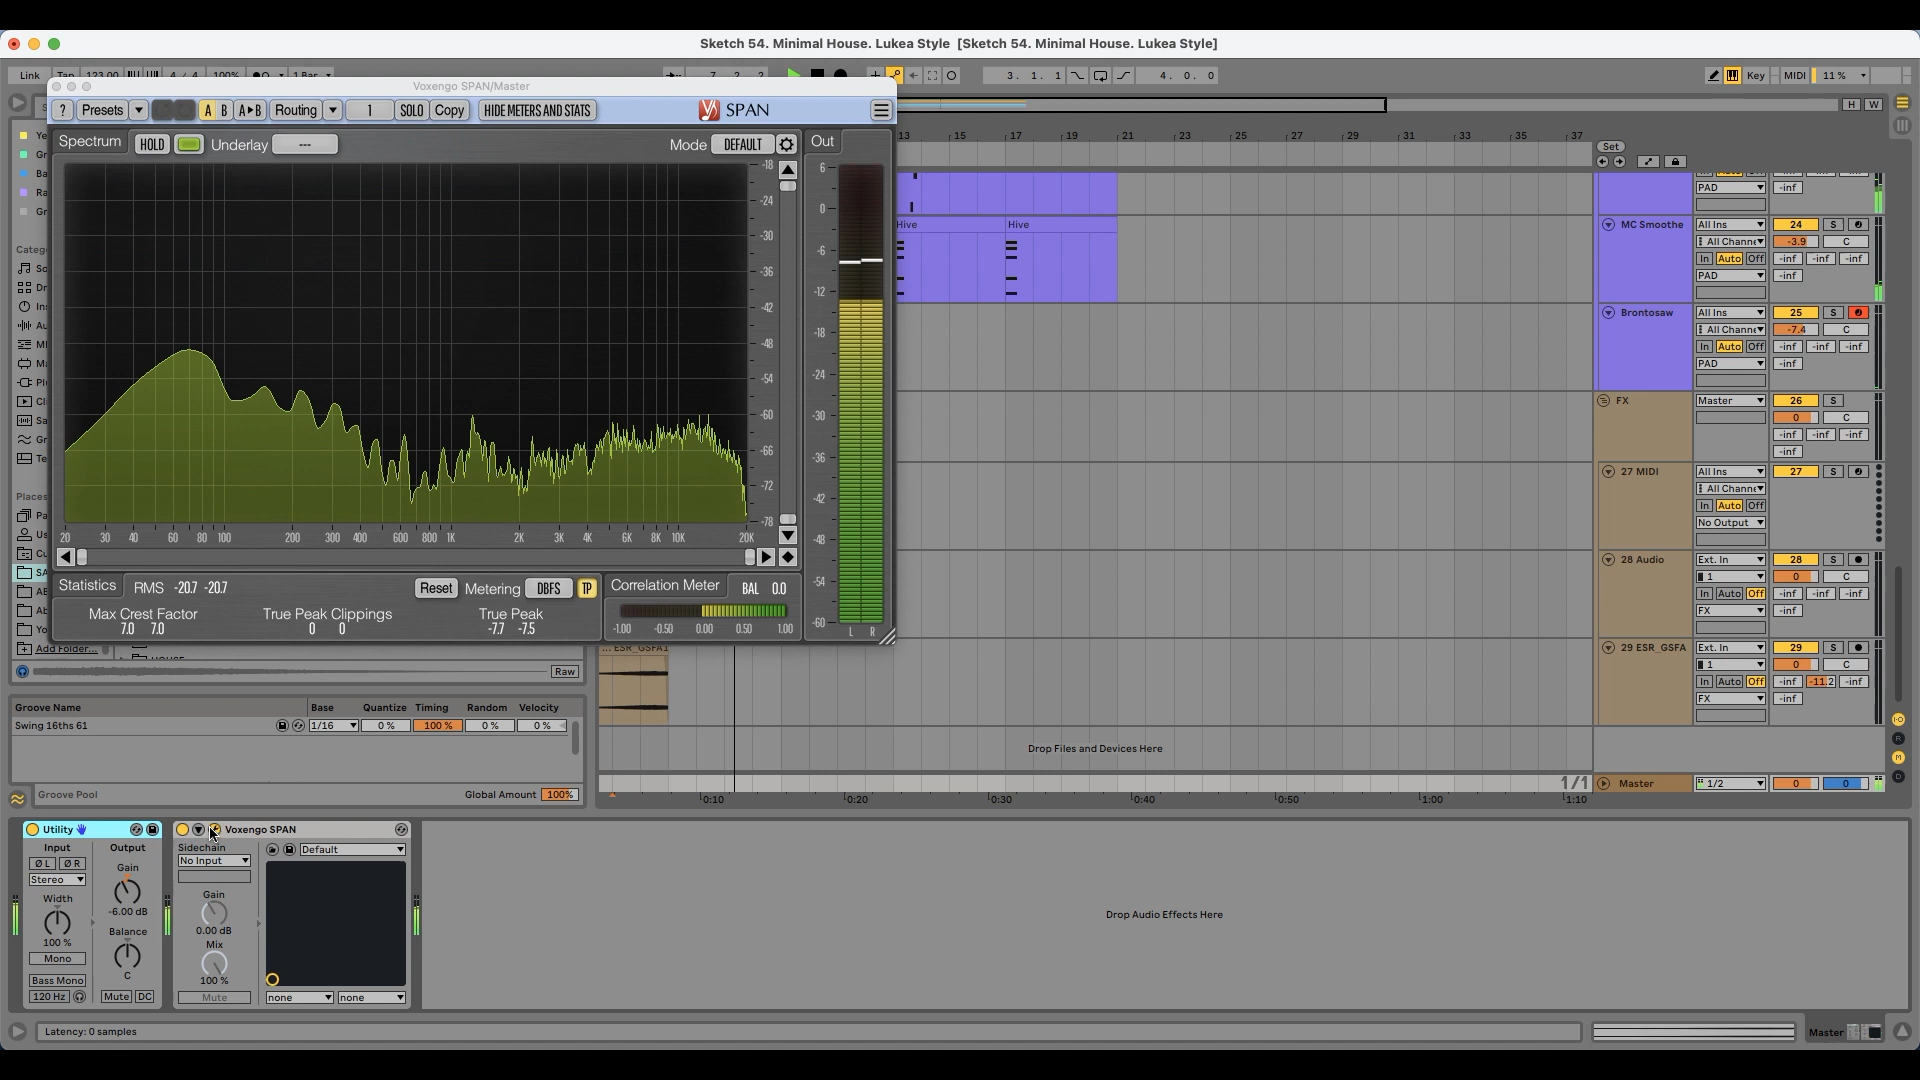 Sketch 54. Minimal House. Lukea Style [Sketch 54. Minimal House. Lukea Style]
Link Tap 123.00 4 / 4 100% 1 Bar 7. 2. 2 3. 1. 1 4. 0. 0 Key MIDI 11 %
Voxengo SPAN/Master
? Presets A B A▸B Routing 1 SOLO Copy HIDE METERS AND STATS SPAN
H W
Spectrum HOLD Underlay --- Mode DEFAULT Out
13 15 17 19 21 23 25 27 29 31 33 35 37
Set
-18 -24 -30 -36 -42 -48 -54 -60 -66 -72 -78
6 0 -6 -12 -18 -24 -30 -36 -42 -48 -54 -60
L R
20 30 40 60 80 100 200 300 400 600 800 1K 2K 3K 4K 6K 8K 10K 20K
Statistics RMS -20.7 -20.7 Reset Metering DBFS TP Correlation Meter BAL 0.0
Max Crest Factor True Peak Clippings True Peak
7.0 7.0 0 0 -7.7 -7.5
-1.00 -0.50 0.00 0.50 1.00
Categ
Places
Add Folder...
Raw
Hive Hive
PAD -inf
MC Smoothe All Ins 24 S
All Channe -3.9 C
In Auto Off -inf -inf -inf
PAD -inf
Brontosaw All Ins 25 S
All Channe -7.4 C
In Auto Off -inf -inf -inf
PAD -inf
FX Master 26 S
0 C
-inf -inf -inf
-inf
27 MIDI All Ins 27 S
All Channe
In Auto Off
No Output
28 Audio Ext. In 28 S
1 0 C
In Auto Off -inf -inf -inf
FX -inf
29 ESR_GSFA Ext. In 29 S
1 0 C
In Auto Off -inf -11.2 -inf
FX -inf
Groove Name Base Quantize Timing Random Velocity
Swing 16ths 61 1/16 0 % 100 % 0 % 0 %
Groove Pool Global Amount 100%
Drop Files and Devices Here
1/1 Master 1/2 0 0
0:10 0:20 0:30 0:40 0:50 1:00 1:10
Utility
Input Output
Ø L Ø R Gain
Stereo
Width -6.00 dB
100 % Balance
Mono C
Bass Mono
120 Hz Mute DC
Voxengo SPAN
Sidechain
No Input Default
Gain
0.00 dB
Mix
100 %
Mute none none
Drop Audio Effects Here
Latency: 0 samples
Master